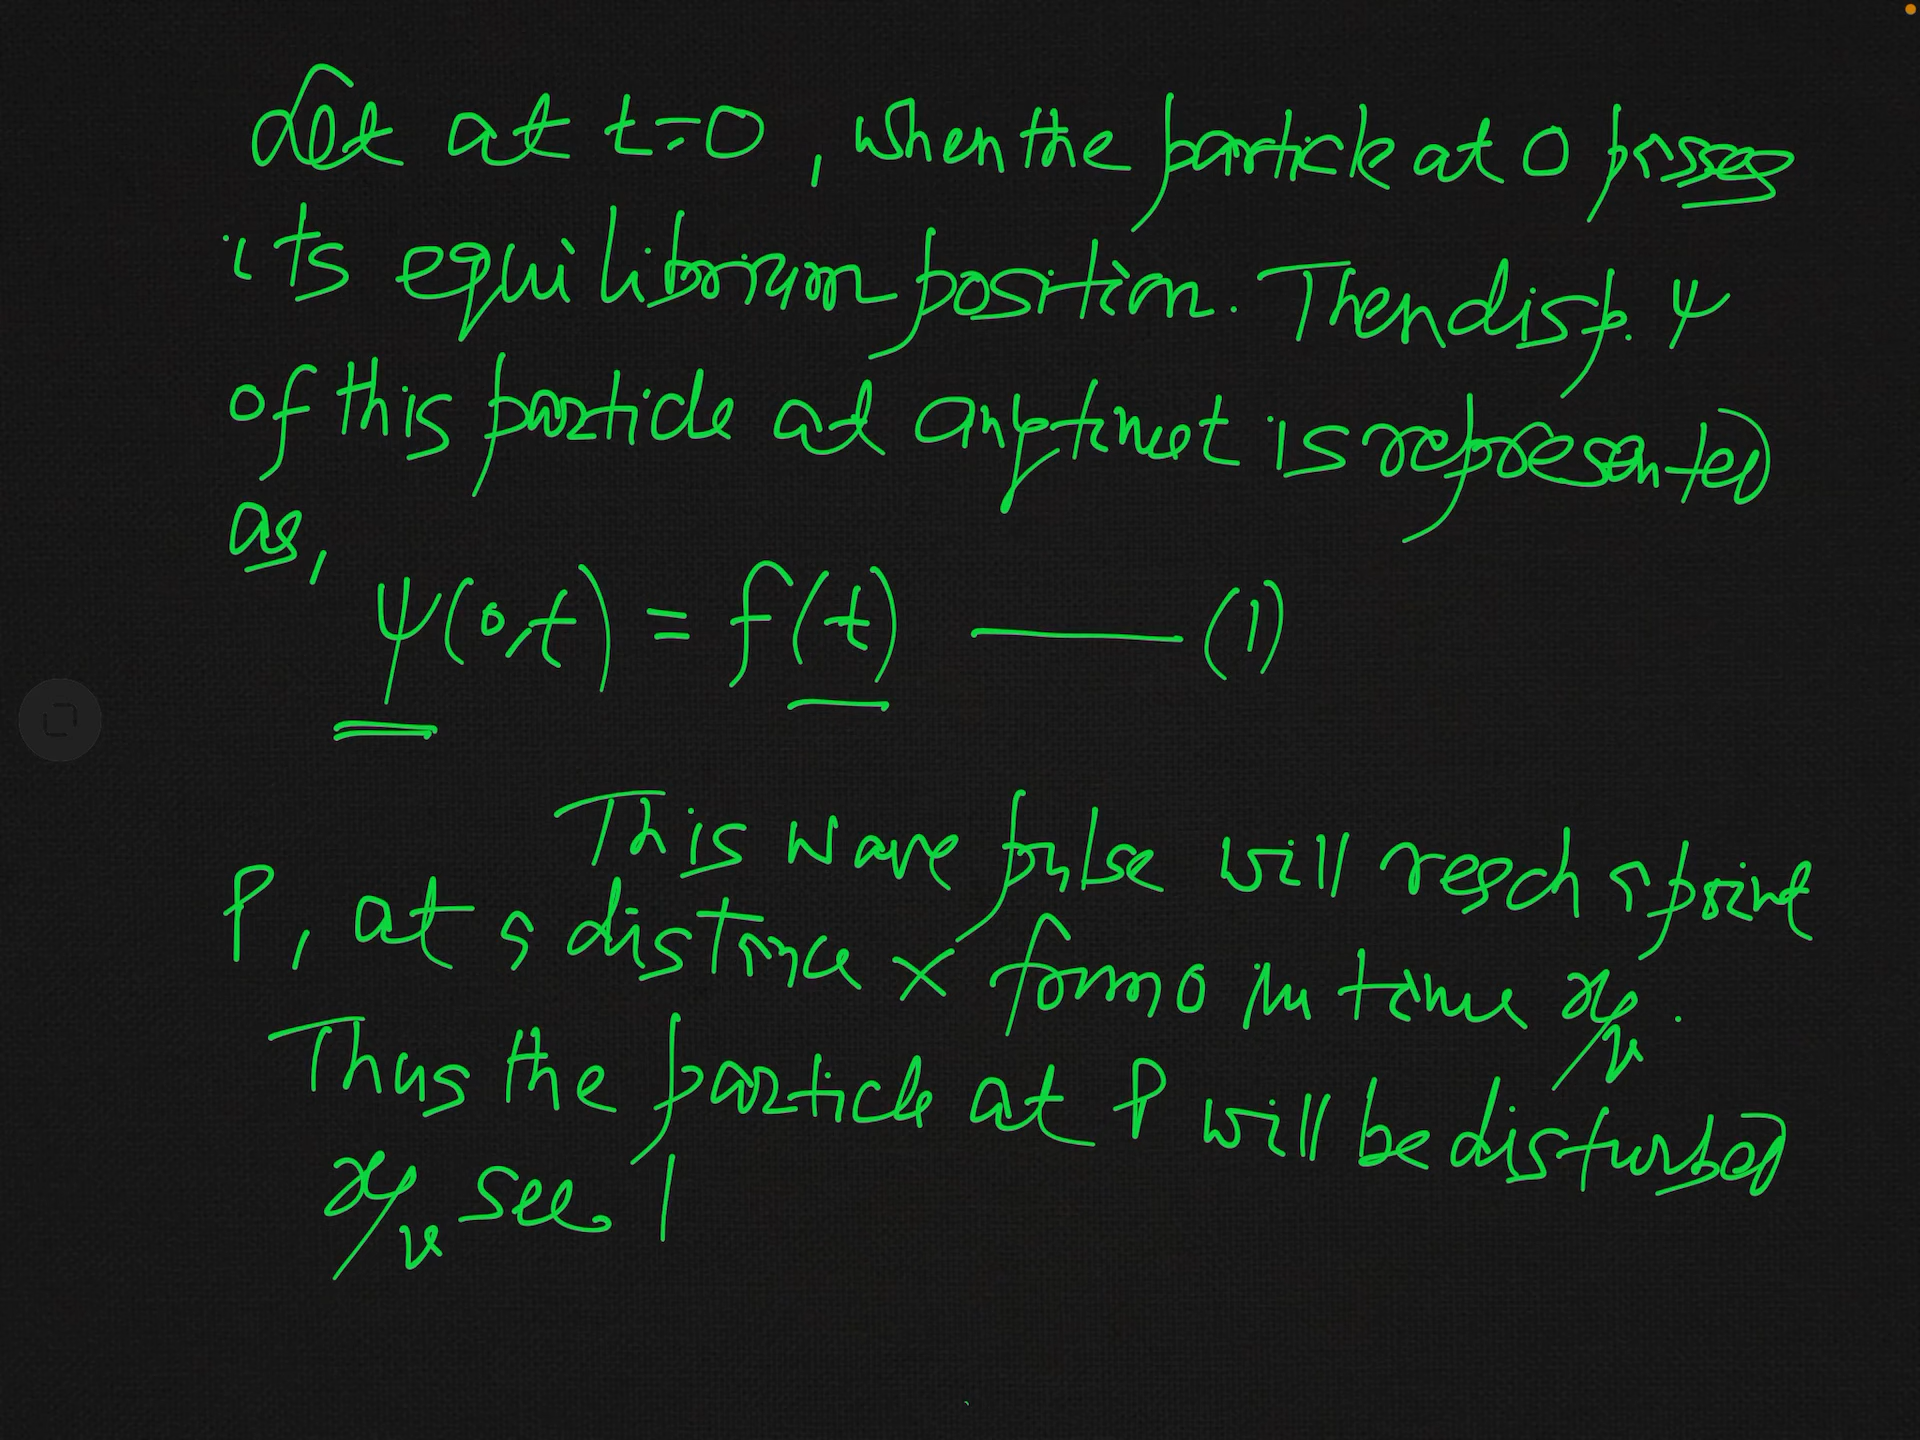 Let at t=0, when the particle at O passes
its equilibrium position. Then disp. ψ
of this particle at any time t is represented
as,
ψ(0,t) = f(t) —— (1)
This wave pulse will reach a point
P, at a distance x from O in time x/v.
Thus the particle at P will be disturbed
x/v sec |